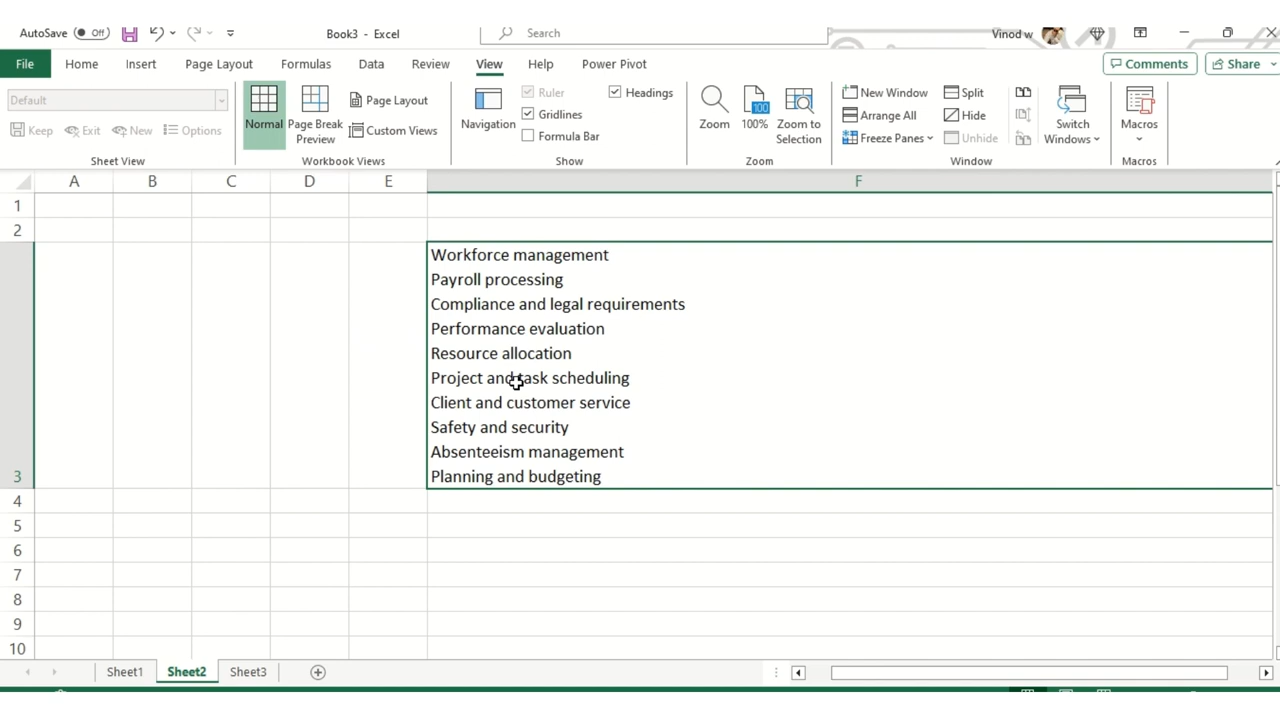 AutoSave Off Book3 - Excel Search Vinod w
File Home Insert Page Layout Formulas Data Review View Help Power Pivot Comments Share
Default
Keep Exit New Options
Sheet View
Normal
Page Break Preview
Page Layout
Custom Views
Workbook Views
Navigation
Ruler
Gridlines
Formula Bar
Headings
Show
Zoom
100
100%
Zoom to Selection
Zoom
New Window
Arrange All
Freeze Panes
Split
Hide
Unhide
Switch Windows
Window
Macros
Macros
A B C D E F
1
2
Workforce management
Payroll processing
Compliance and legal requirements
Performance evaluation
Resource allocation
Project and task scheduling
Client and customer service
Safety and security
Absenteeism management
3 Planning and budgeting
4
5
6
7
8
9
10
Sheet1 Sheet2 Sheet3